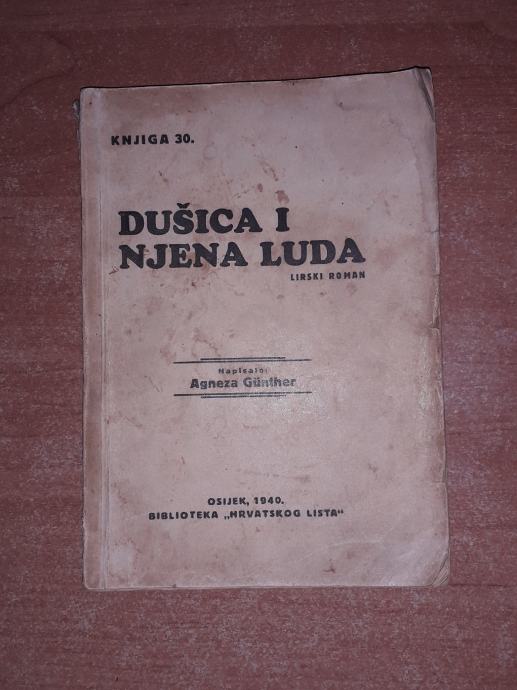 KNJIGA 30.
DUŠICA I
NJENA LUDA
LIRSKI ROMAN
Napisala:
Agneza Günther
OSIJEK, 1940.
BIBLIOTEKA „HRVATSKOG LISTA"